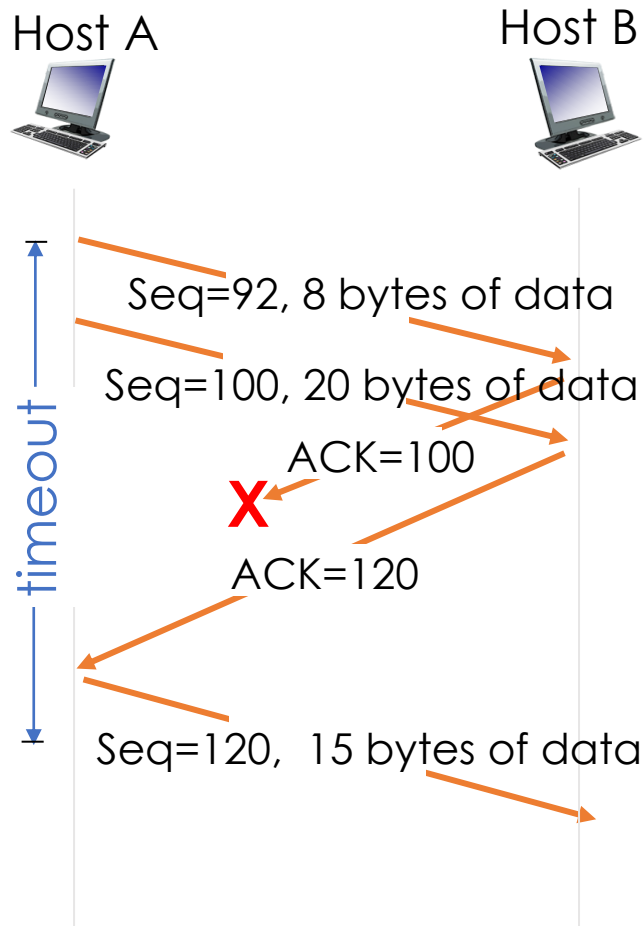 Host A
Host B
Seq=92, 8 bytes of data
Seq=100, 20 bytes of data
timeout
ACK=100
X
ACK=120
Seq=120, 15 bytes of data